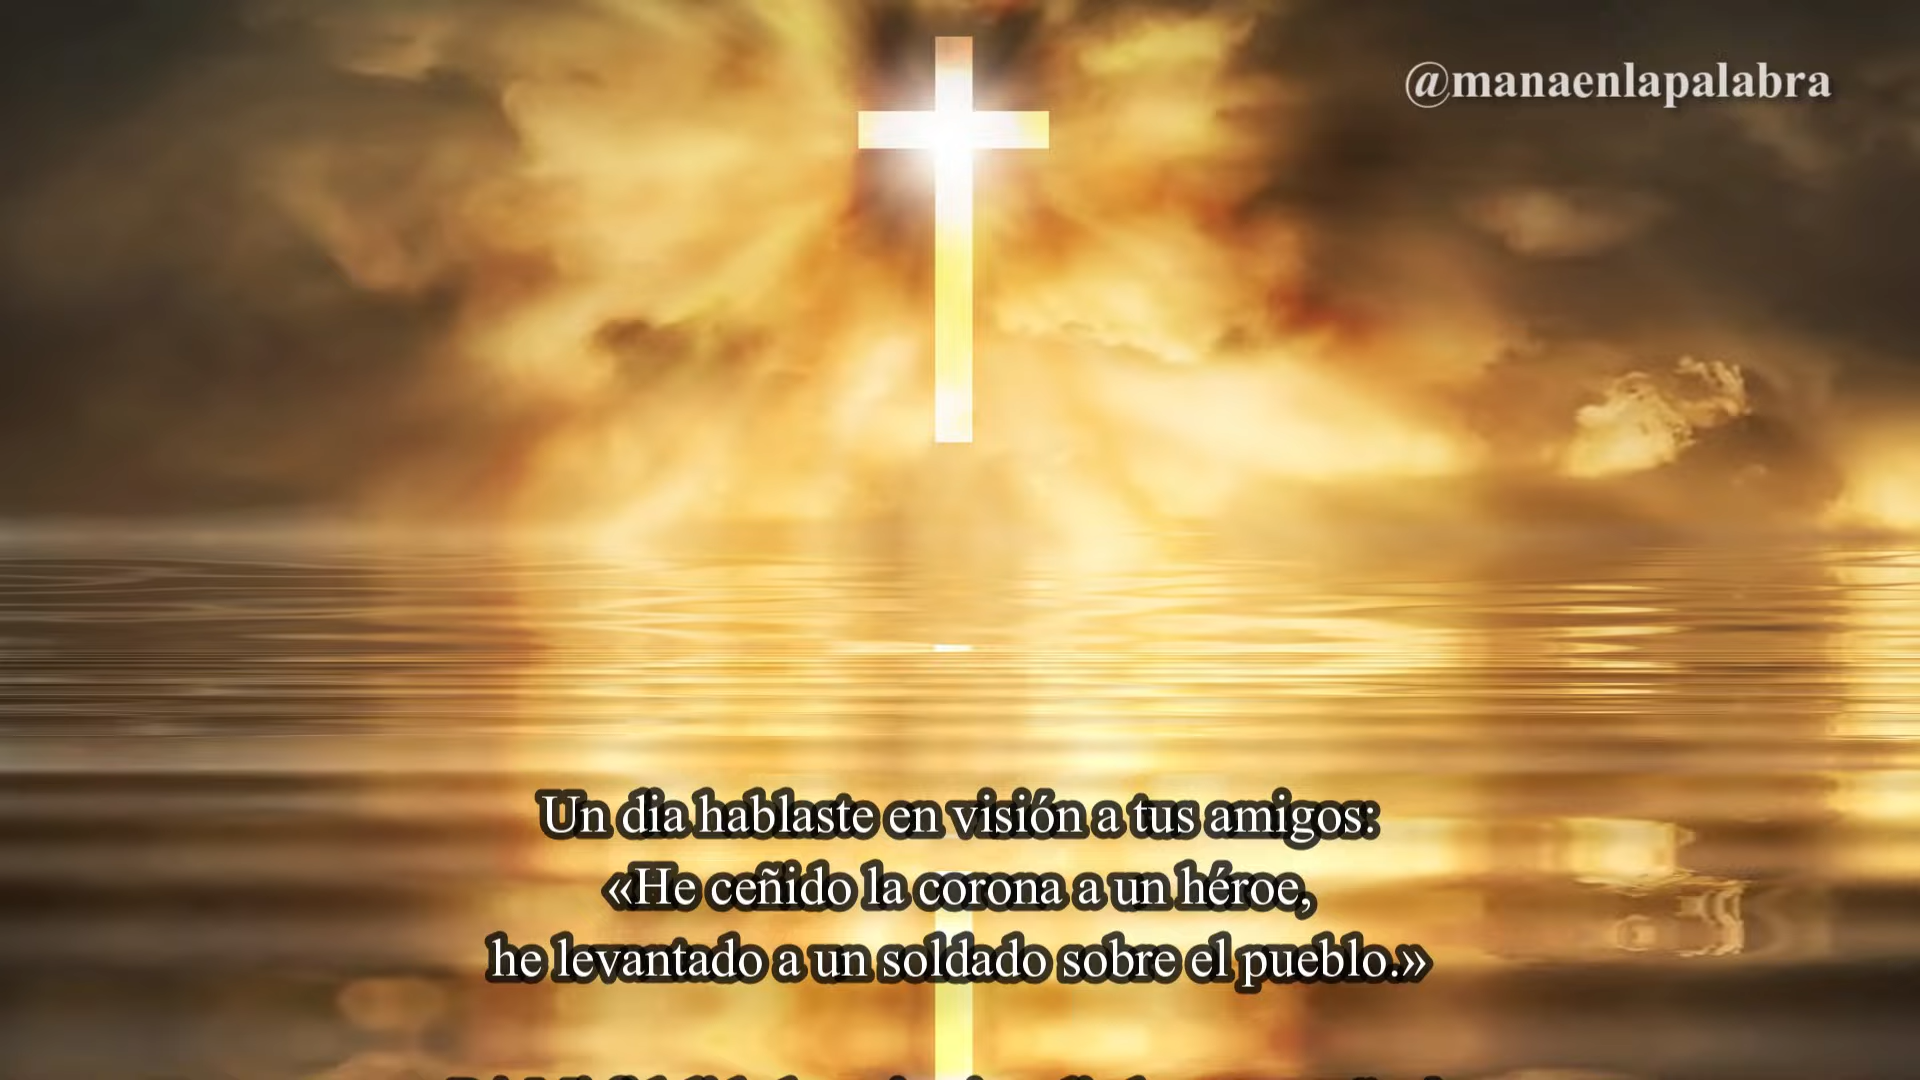 @manaenlapalabra
Un dia hablaste en visión a tus amigos:
«He ceñido la corona a un héroe,
he levantado a un soldado sobre el pueblo.»